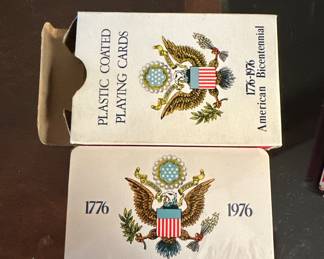 PLASTIC COATED
PLAYING CARDS
1776-1976
American Bicentennial
1776 1976